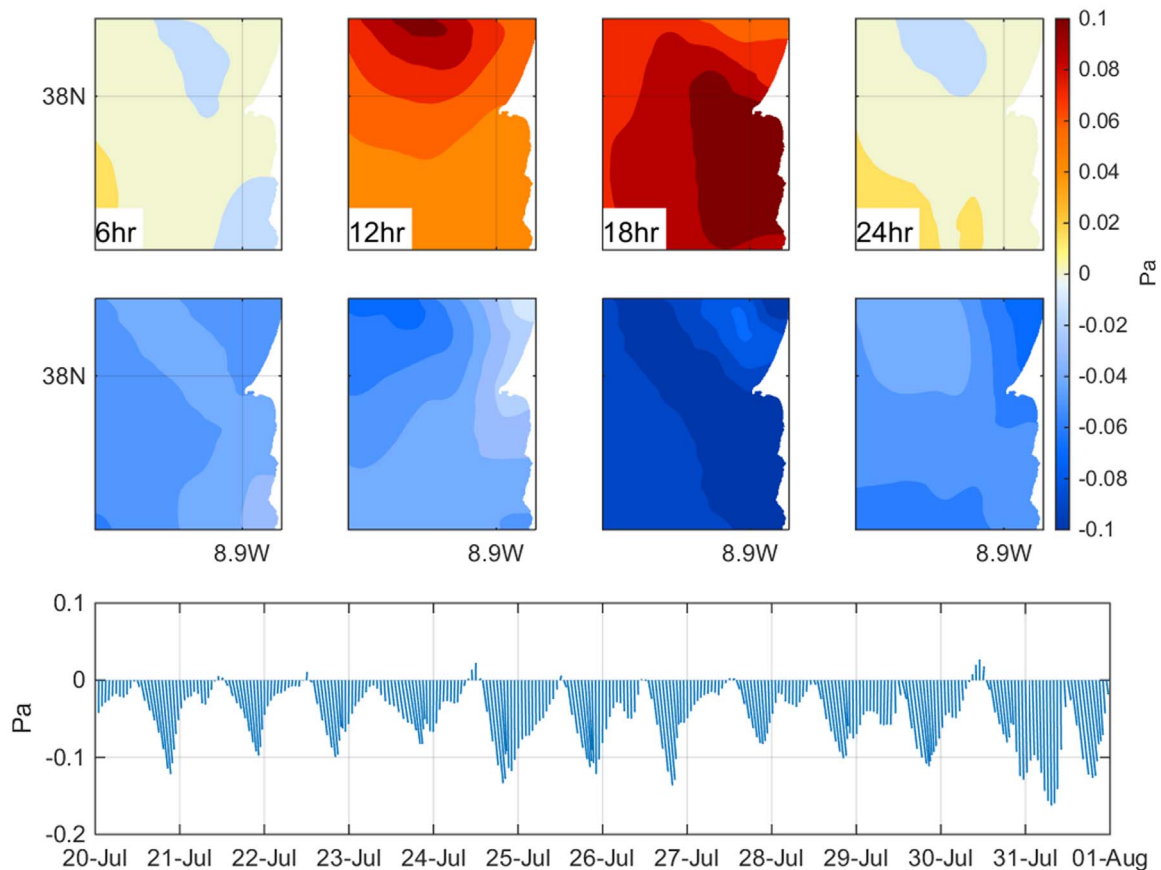 38N
6hr
12hr
18hr
24hr
0.1
0.08
0.06
0.04
0.02
0
-0.02
-0.04
-0.06
-0.08
-0.1
Pa
38N
8.9W
8.9W
8.9W
0.1
0
-0.1
-0.2
Pa
20-Jul
21-Jul
22-Jul
23-Jul
24-Jul
25-Jul
26-Jul
27-Jul
28-Jul
29-Jul
30-Jul
31-Jul
01-Aug